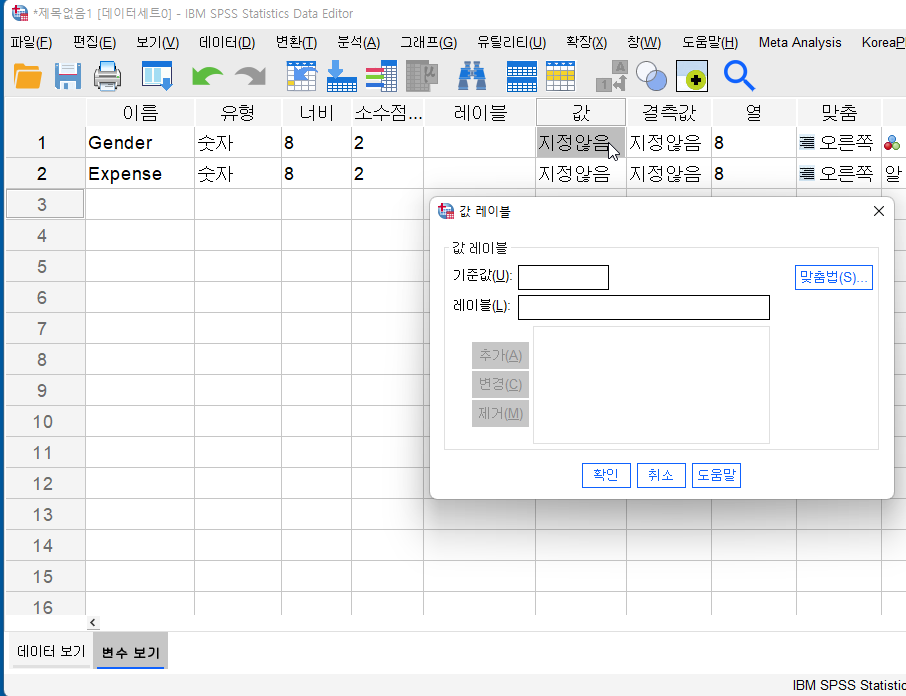 *제목없음1 [데이터세트0] - IBM SPSS Statistics Data Editor
파일(F) 편집(E) 보기(V) 데이터(D) 변환(T) 분석(A) 그래프(G) 유틸리티(U) 확장(X) 창(W) 도움말(H) Meta Analysis KoreaP
이름 유형 너비 소수점... 레이블 값 결측값 열 맞춤
1 Gender 숫자 8 2 지정않음 지정않음 8 오른쪽
2 Expense 숫자 8 2 지정않음 지정않음 8 오른쪽 알
3
4
5
6
7
8
9
10
11
12
13
14
15
16
값 레이블
값 레이블
기준값(U):
맞춤법(S)...
레이블(L):
추가(A)
변경(C)
제거(M)
확인 취소 도움말
데이터 보기 변수 보기
IBM SPSS Statistic